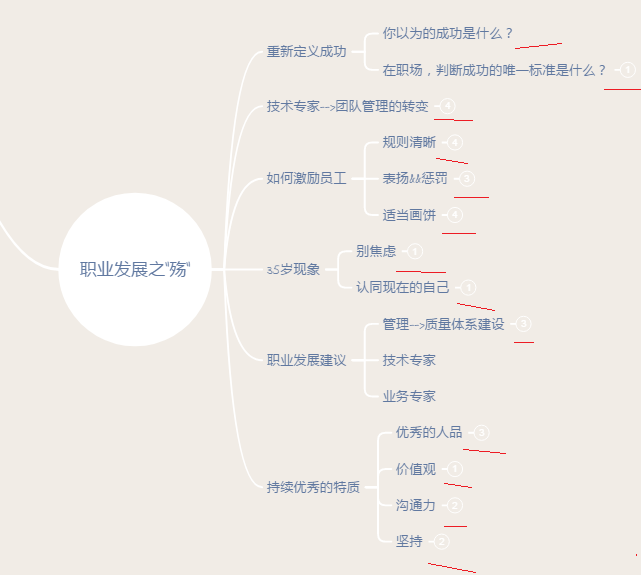 重新定义成功
你以为的成功是什么？
在职场，判断成功的唯一标准是什么？ 1
技术专家-->团队管理的转变 4
如何激励员工
规则清晰 4
表扬&&惩罚 3
适当画饼 4
职业发展之"殇"
35岁现象
别焦虑 1
认同现在的自己 1
职业发展建议
管理-->质量体系建设 3
技术专家
业务专家
持续优秀的特质
优秀的人品 3
价值观 1
沟通力 2
坚持 2